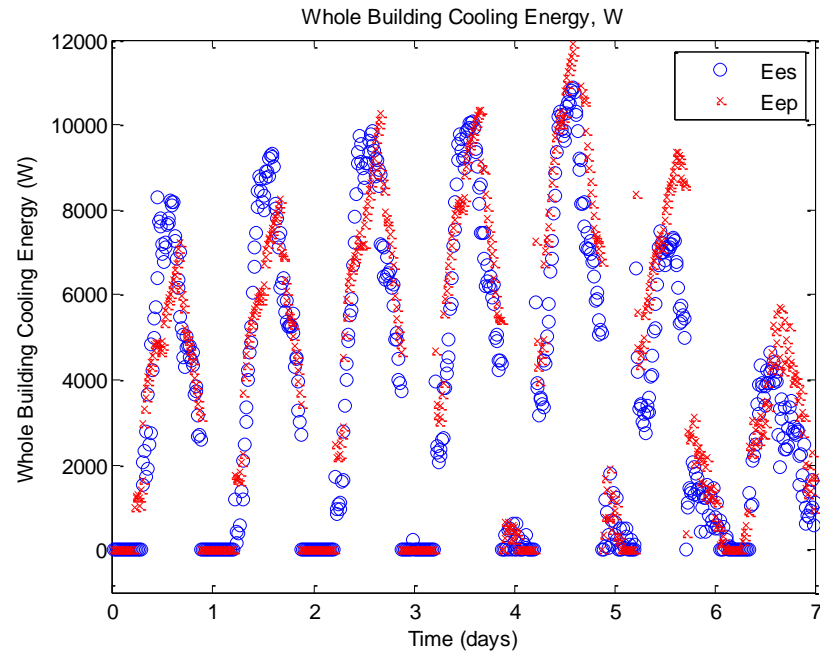 Whole Building Cooling Energy, W
Whole Building Cooling Energy (W)
12000
10000
8000
6000
4000
2000
0
Ees
Eep
0 1 2 3 4 5 6 7
Time (days)